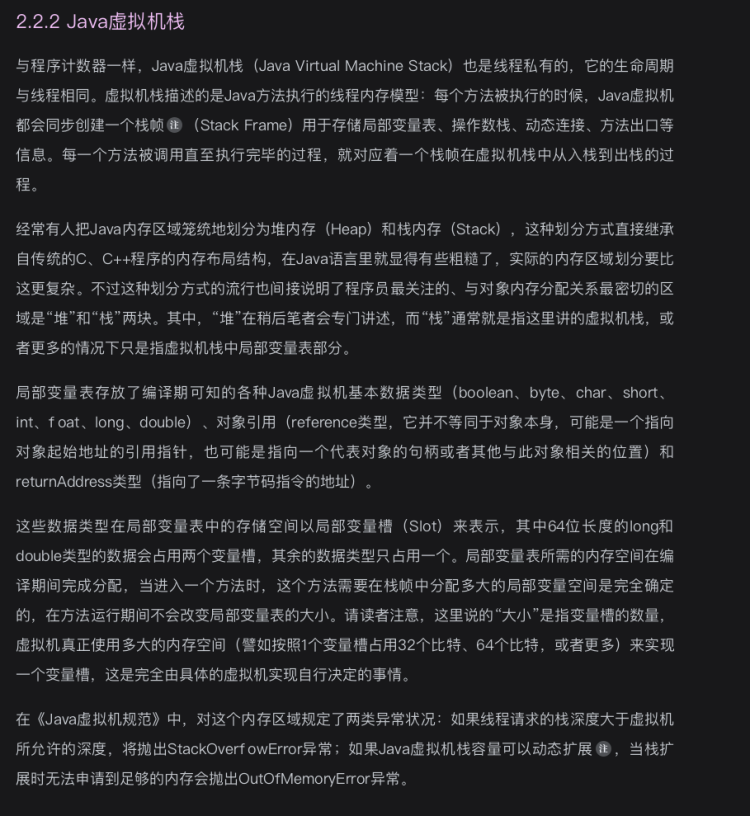 2.2.2 Java虚拟机栈
与程序计数器一样，Java虚拟机栈（Java Virtual Machine Stack）也是线程私有的，它的生命周期
与线程相同。虚拟机栈描述的是Java方法执行的线程内存模型：每个方法被执行的时候，Java虚拟机
都会同步创建一个栈帧注（Stack Frame）用于存储局部变量表、操作数栈、动态连接、方法出口等
信息。每一个方法被调用直至执行完毕的过程，就对应着一个栈帧在虚拟机栈中从入栈到出栈的过
程。
经常有人把Java内存区域笼统地划分为堆内存（Heap）和栈内存（Stack），这种划分方式直接继承
自传统的C、C++程序的内存布局结构，在Java语言里就显得有些粗糙了，实际的内存区域划分要比
这更复杂。不过这种划分方式的流行也间接说明了程序员最关注的、与对象内存分配关系最密切的区
域是“堆”和“栈”两块。其中，“堆”在稍后笔者会专门讲述，而“栈”通常就是指这里讲的虚拟机栈，或
者更多的情况下只是指虚拟机栈中局部变量表部分。
局部变量表存放了编译期可知的各种Java虚拟机基本数据类型（boolean、byte、char、short、
int、f oat、long、double）、对象引用（reference类型，它并不等同于对象本身，可能是一个指向
对象起始地址的引用指针，也可能是指向一个代表对象的句柄或者其他与此对象相关的位置）和
returnAddress类型（指向了一条字节码指令的地址）。
这些数据类型在局部变量表中的存储空间以局部变量槽（Slot）来表示，其中64位长度的long和
double类型的数据会占用两个变量槽，其余的数据类型只占用一个。局部变量表所需的内存空间在编
译期间完成分配，当进入一个方法时，这个方法需要在栈帧中分配多大的局部变量空间是完全确定
的，在方法运行期间不会改变局部变量表的大小。请读者注意，这里说的“大小”是指变量槽的数量，
虚拟机真正使用多大的内存空间（譬如按照1个变量槽占用32个比特、64个比特，或者更多）来实现
一个变量槽，这是完全由具体的虚拟机实现自行决定的事情。
在《Java虚拟机规范》中，对这个内存区域规定了两类异常状况：如果线程请求的栈深度大于虚拟机
所允许的深度，将抛出StackOverf owError异常；如果Java虚拟机栈容量可以动态扩展注，当栈扩
展时无法申请到足够的内存会抛出OutOfMemoryError异常。